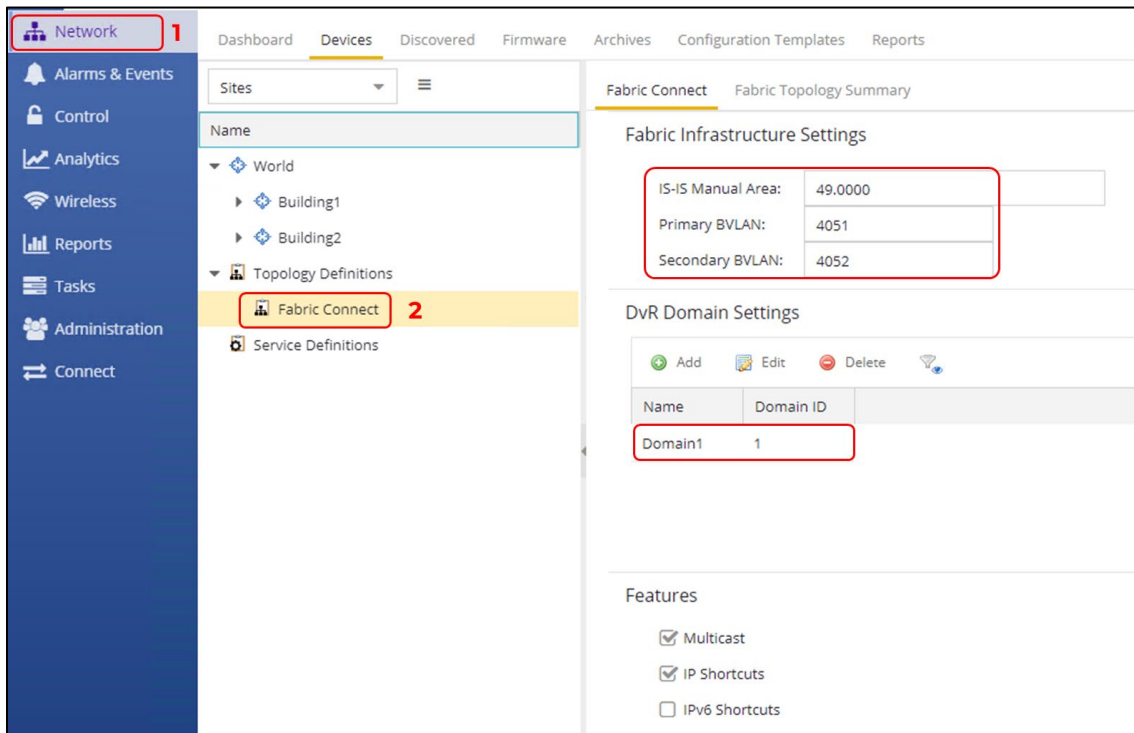 Network 1
Alarms & Events
Control
Analytics
Wireless
Reports
Tasks
Administration
Connect
Dashboard Devices Discovered Firmware Archives Configuration Templates Reports
Sites
Name
World
Building1
Building2
Topology Definitions
Fabric Connect 2
Service Definitions
Fabric Connect Fabric Topology Summary
Fabric Infrastructure Settings
IS-IS Manual Area: 49.0000
Primary BVLAN: 4051
Secondary BVLAN: 4052
DvR Domain Settings
Add Edit Delete
Name Domain ID
Domain1 1
Features
Multicast
IP Shortcuts
IPv6 Shortcuts